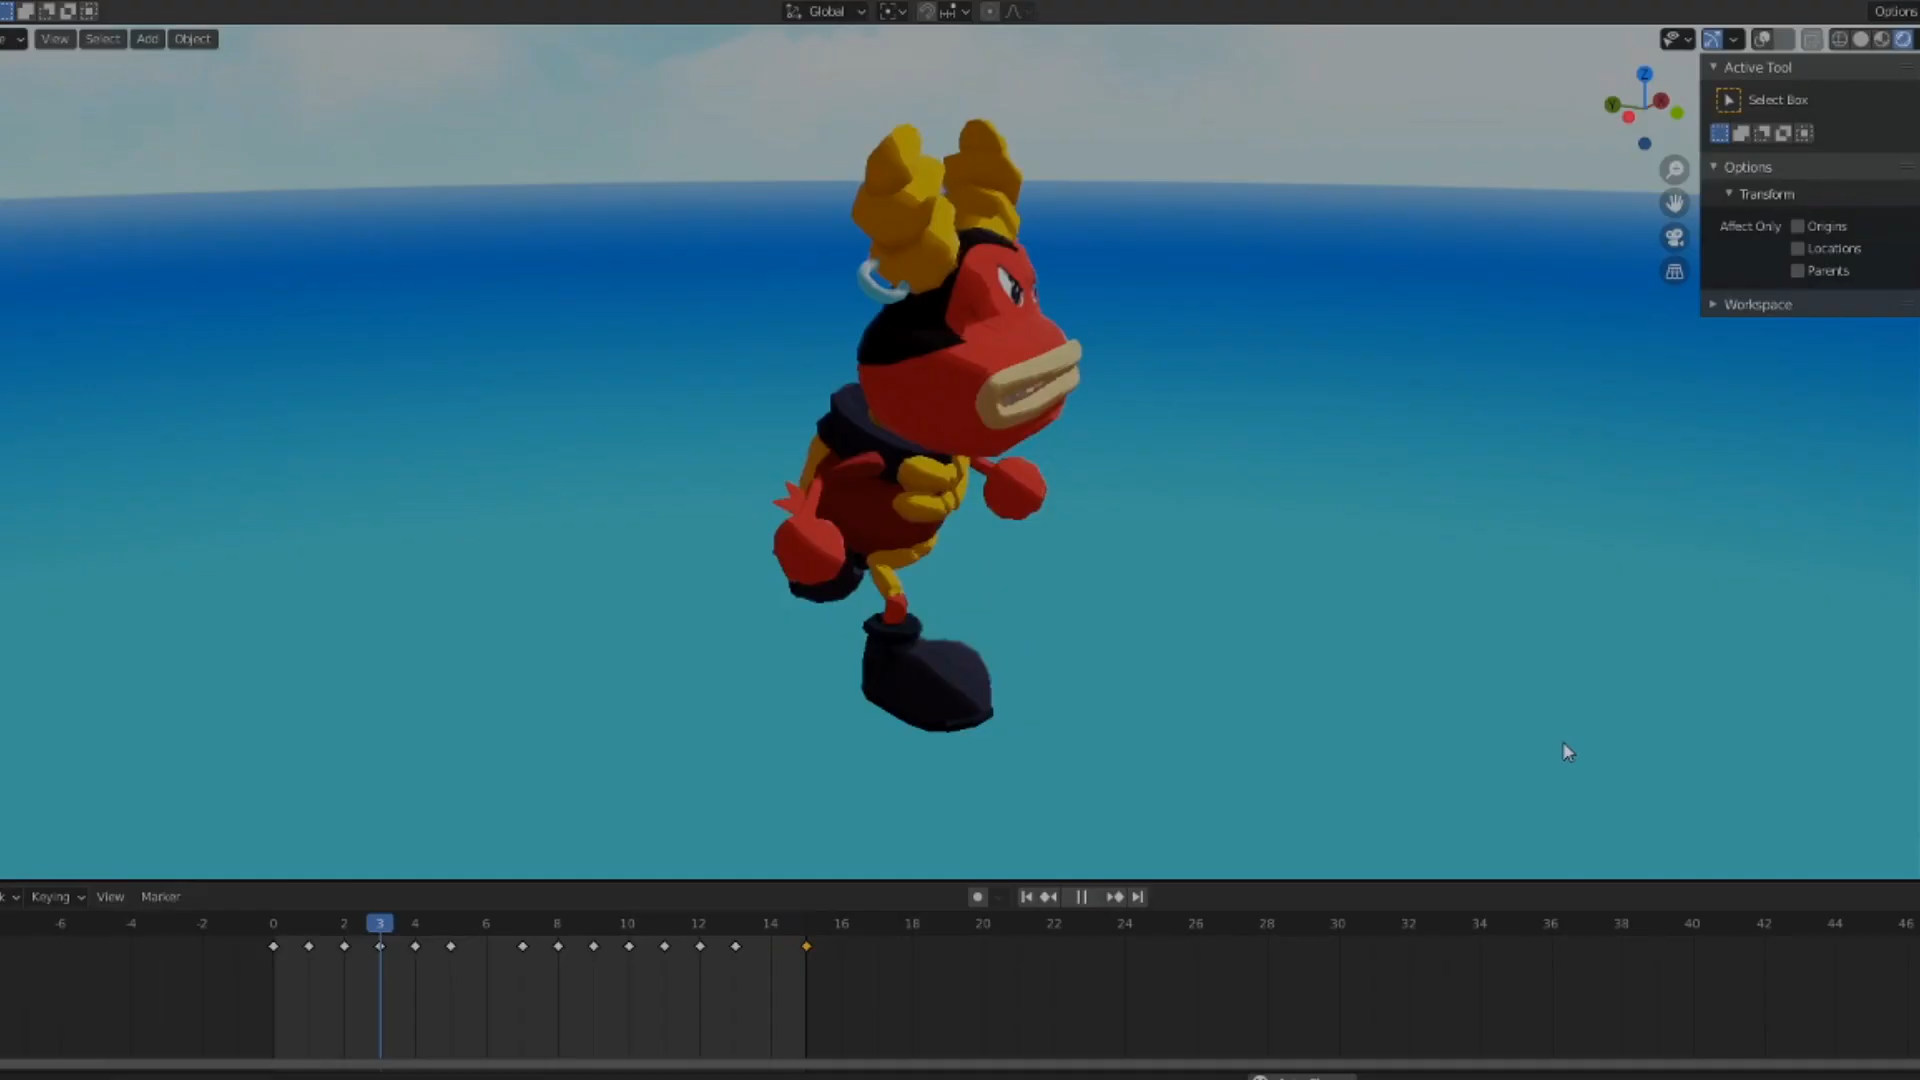 Global
Options
View Select Add Object
Z
Y
X
Active Tool
Select Box
Options
Transform
Affect Only Origins
Locations
Parents
Workspace
Keying View Marker
-6 -4 -2 0 2 3 4 6 8 10 12 14 16 18 20 22 24 26 28 30 32 34 36 38 40 42 44 46